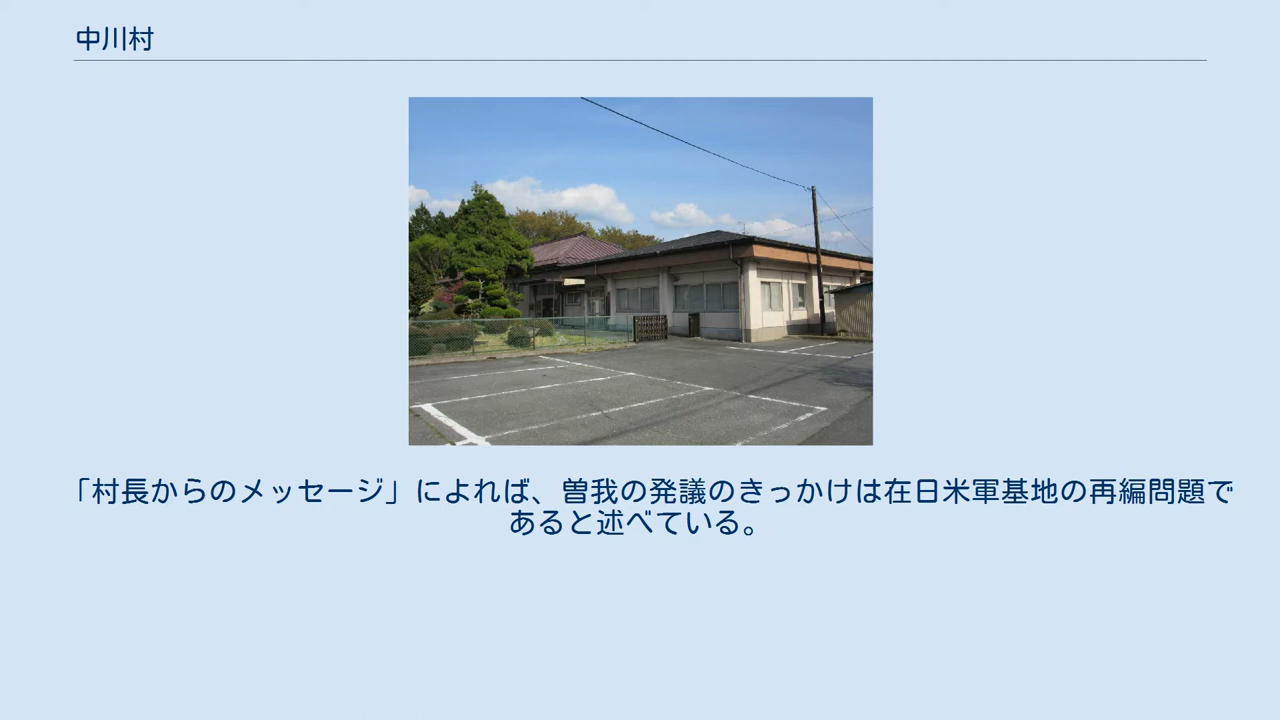 中川村
「村長からのメッセージ」によれば、曽我の発議のきっかけは在日米軍基地の再編問題で
あると述べている。